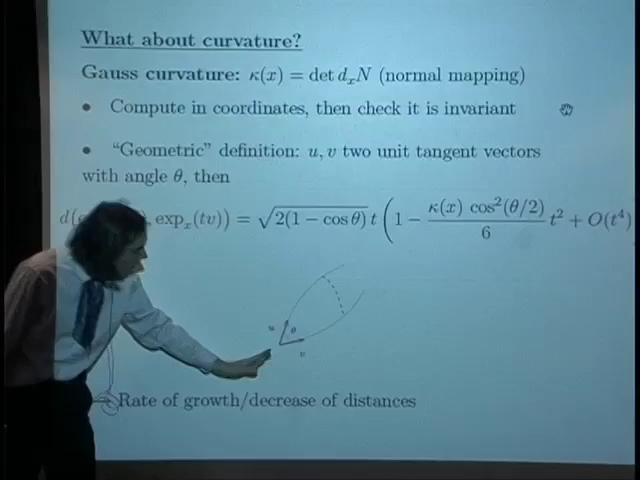 What about curvature?
Gauss curvature: κ(x) = det dₓN (normal mapping)
• Compute in coordinates, then check it is invariant
• "Geometric" definition: u, v two unit tangent vectors
with angle θ, then
d( , expₓ(tv)) = √2(1 − cos θ) t (1 − κ(x) cos²(θ/2) / 6 t² + O(t⁴)
u θ
v
Rate of growth/decrease of distances